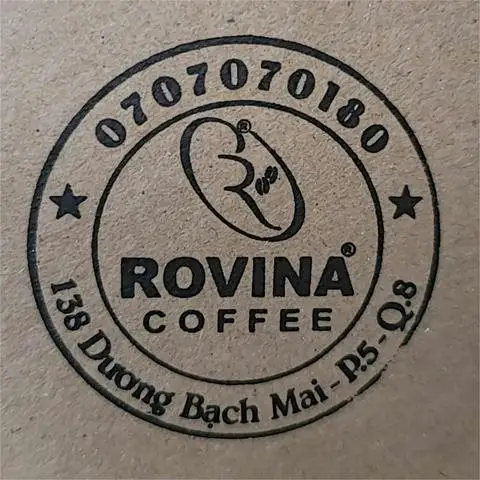 0707070180
®
ROVINA®
COFFEE
138 Dương Bạch Mai - P.5 - Q.8